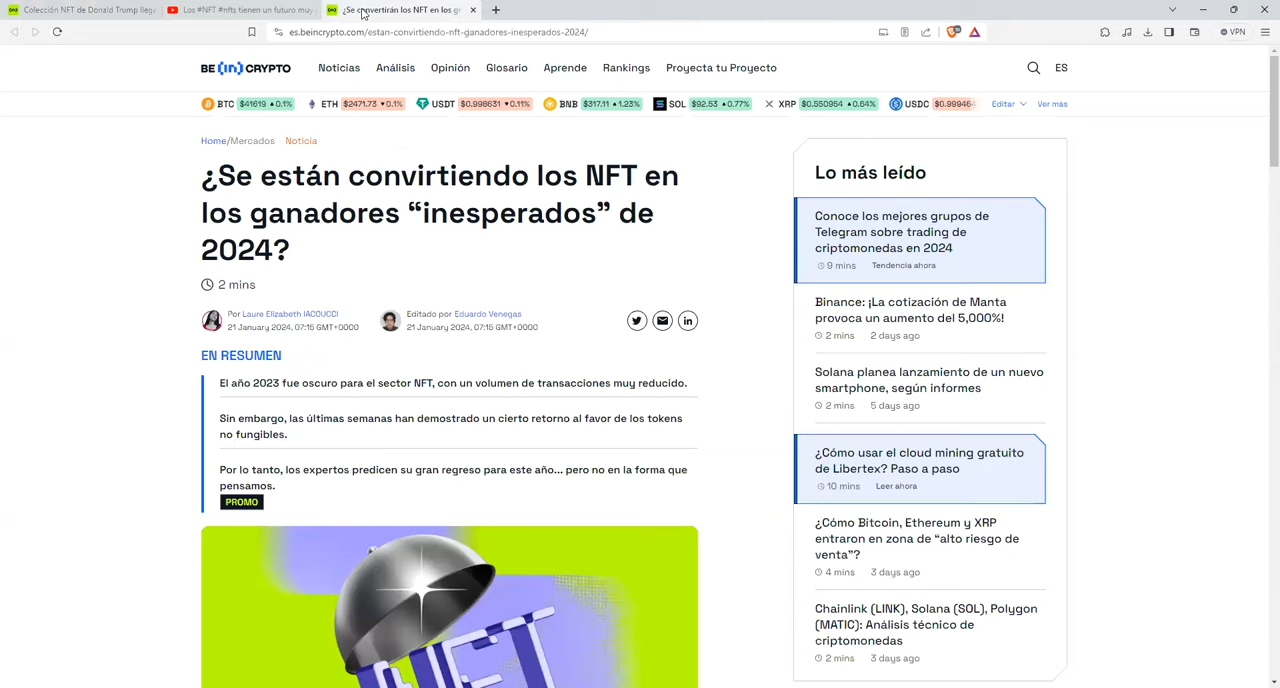 Colección NFT de Donald Trump llega
Los #NFT #nfts tienen un futuro muy
¿Se convertirán los NFT en los gr
es.beincrypto.com/estan-convirtiendo-nft-ganadores-inesperados-2024/
VPN
BE[IN]CRYPTO
Noticias Análisis Opinión Glosario Aprende Rankings Proyecta tu Proyecto
ES
BTC $41619 ▲0.1% ETH $2471.73 ▼0.1% USDT $0.998631 ▼0.11% BNB $317.11 ▲1.23% SOL $92.53 ▲0.77% XRP $0.550954 ▲0.64% USDC $0.999464
Editar Ver más
Home/Mercados Noticia
¿Se están convirtiendo los NFT en
los ganadores “inesperados” de
2024?
2 mins
Por Laure Elizabeth IACOUCCI
21 January 2024, 07:15 GMT+0000
Editado por Eduardo Venegas
21 January 2024, 07:15 GMT+0000
EN RESUMEN
El año 2023 fue oscuro para el sector NFT, con un volumen de transacciones muy reducido.
Sin embargo, las últimas semanas han demostrado un cierto retorno al favor de los tokens
no fungibles.
Por lo tanto, los expertos predicen su gran regreso para este año... pero no en la forma que
pensamos.
PROMO
NFT
Lo más leído
Conoce los mejores grupos de
Telegram sobre trading de
criptomonedas en 2024
9 mins Tendencia ahora
Binance: ¡La cotización de Manta
provoca un aumento del 5,000%!
2 mins 2 days ago
Solana planea lanzamiento de un nuevo
smartphone, según informes
2 mins 5 days ago
¿Cómo usar el cloud mining gratuito
de Libertex? Paso a paso
10 mins Leer ahora
¿Cómo Bitcoin, Ethereum y XRP
entraron en zona de “alto riesgo de
venta”?
4 mins 3 days ago
Chainlink (LINK), Solana (SOL), Polygon
(MATIC): Análisis técnico de
criptomonedas
2 mins 3 days ago